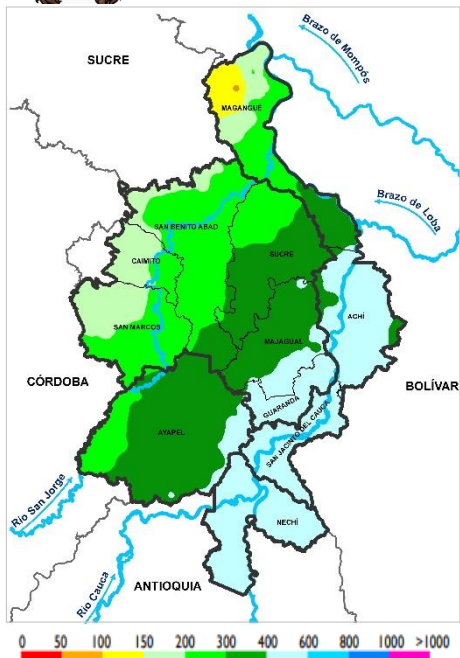 SUCRE
Brazo de Mompós
MAGANGUÉ
Brazo de Loba
SAN BENITO ABAD
SUCRE
CAIMITO
ACHÍ
SAN MARCOS
MAJAGUAL
CÓRDOBA
BOLÍVAR
GUARANDA
AYAPEL
SAN JACINTO DEL CAUCA
Río San Jorge
NECHÍ
ANTIOQUIA
Río Cauca
0 50 100 150 200 300 400 600 800 1000 >1000